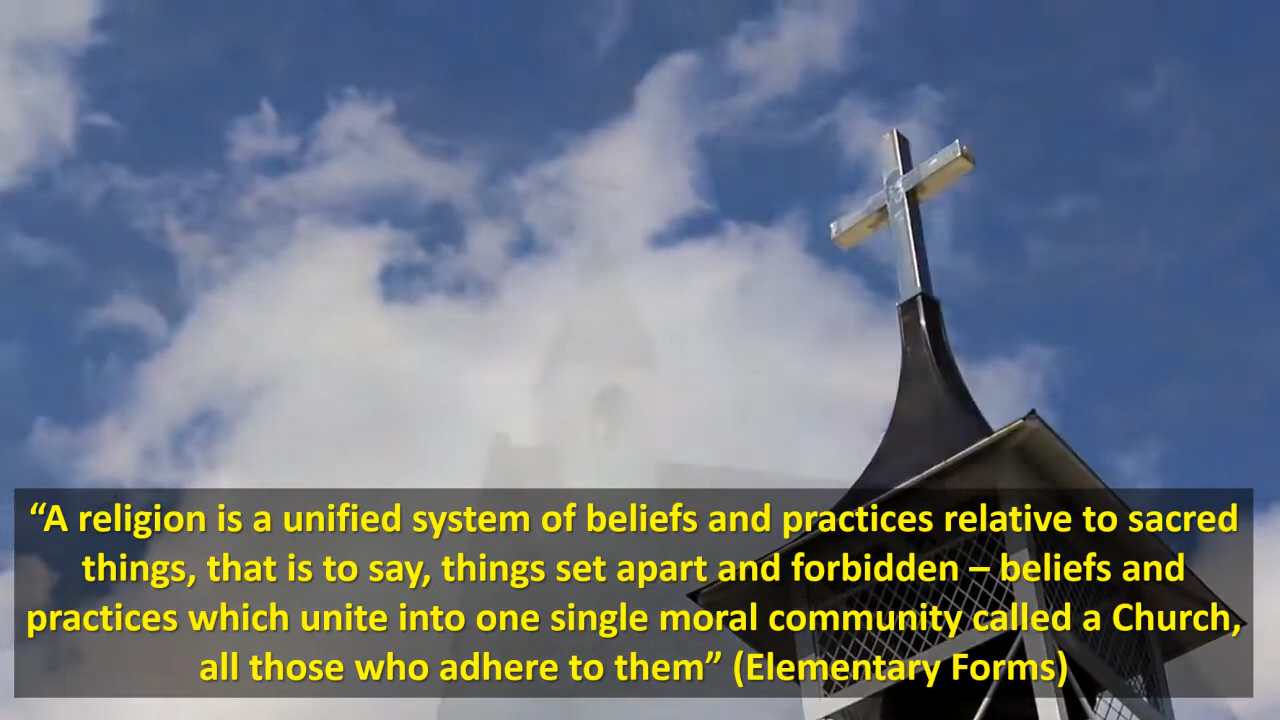 “A religion is a unified system of beliefs and practices relative to sacred
things, that is to say, things set apart and forbidden – beliefs and
practices which unite into one single moral community called a Church,
all those who adhere to them” (Elementary Forms)